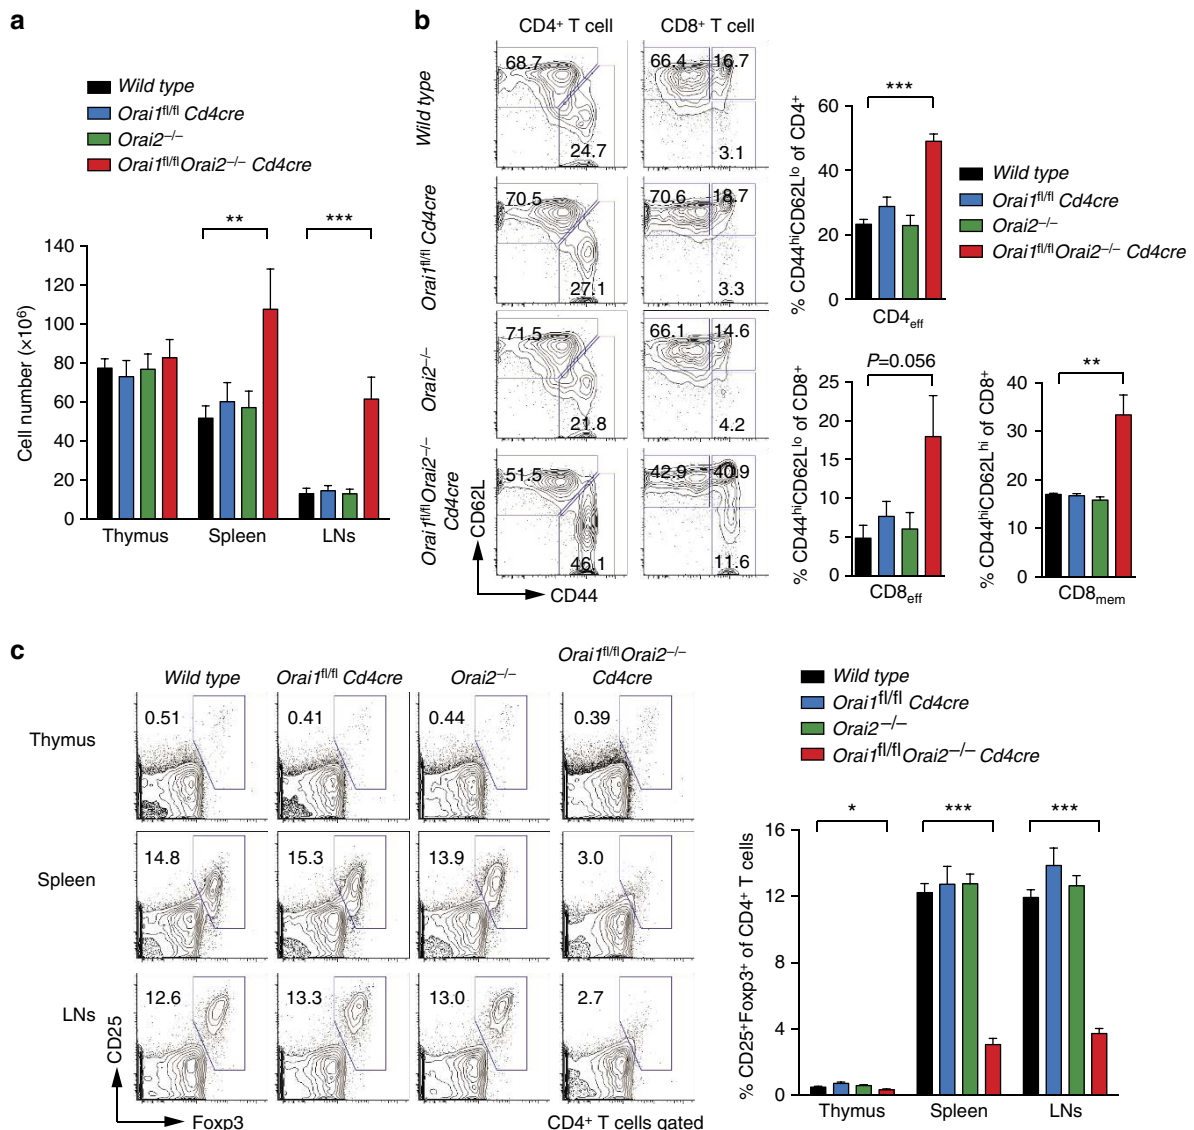 a
Wild type
Orai1fl/fl Cd4cre
Orai2–/–
Orai1fl/flOrai2–/– Cd4cre
** ***
Cell number (×10⁶)
140
120
100
80
60
40
20
0
Thymus Spleen LNs
b
CD4⁺ T cell CD8⁺ T cell
Wild type
68.7 66.4 16.7
24.7 3.1
Orai1fl/fl Cd4cre
70.5 70.6 18.7
27.1 3.3
Orai2–/–
71.5 66.1 14.6
21.8 4.2
Orai1fl/flOrai2–/–
Cd4cre
51.5 42.9 40.9
46.1 11.6
CD62L
CD44
% CD44hiCD62Llo of CD4⁺
***
60
40
20
0
CD4eff
Wild type
Orai1fl/fl Cd4cre
Orai2–/–
Orai1fl/flOrai2–/– Cd4cre
% CD44hiCD62Llo of CD8⁺
P=0.056
25
20
15
10
5
0
CD8eff
% CD44hiCD62Lhi of CD8⁺
**
40
30
20
10
0
CD8mem
c
Wild type Orai1fl/fl Cd4cre Orai2–/– Orai1fl/flOrai2–/–
Cd4cre
Thymus
0.51 0.41 0.44 0.39
Spleen
14.8 15.3 13.9 3.0
LNs
12.6 13.3 13.0 2.7
CD25
Foxp3
CD4⁺ T cells gated
Wild type
Orai1fl/fl Cd4cre
Orai2–/–
Orai1fl/flOrai2–/– Cd4cre
* *** ***
% CD25⁺Foxp3⁺ of CD4⁺ T cells
16
12
8
4
0
Thymus Spleen LNs